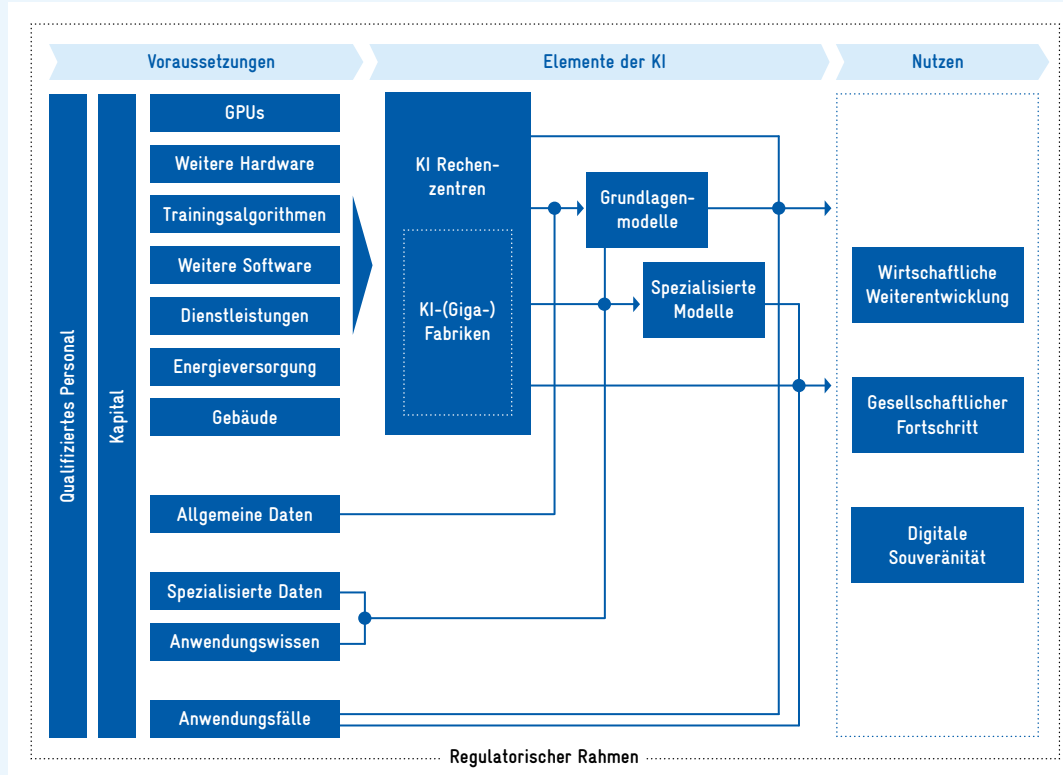 Voraussetzungen
Elemente der KI
Nutzen
Qualifiziertes Personal
Kapital
GPUs
Weitere Hardware
Trainingsalgorithmen
Weitere Software
Dienstleistungen
Energieversorgung
Gebäude
Allgemeine Daten
Spezialisierte Daten
Anwendungswissen
Anwendungsfälle
KI Rechen-
zentren
KI-(Giga-)
Fabriken
Grundlagen-
modelle
Spezialisierte
Modelle
Wirtschaftliche
Weiterentwicklung
Gesellschaftlicher
Fortschritt
Digitale
Souveränität
Regulatorischer Rahmen